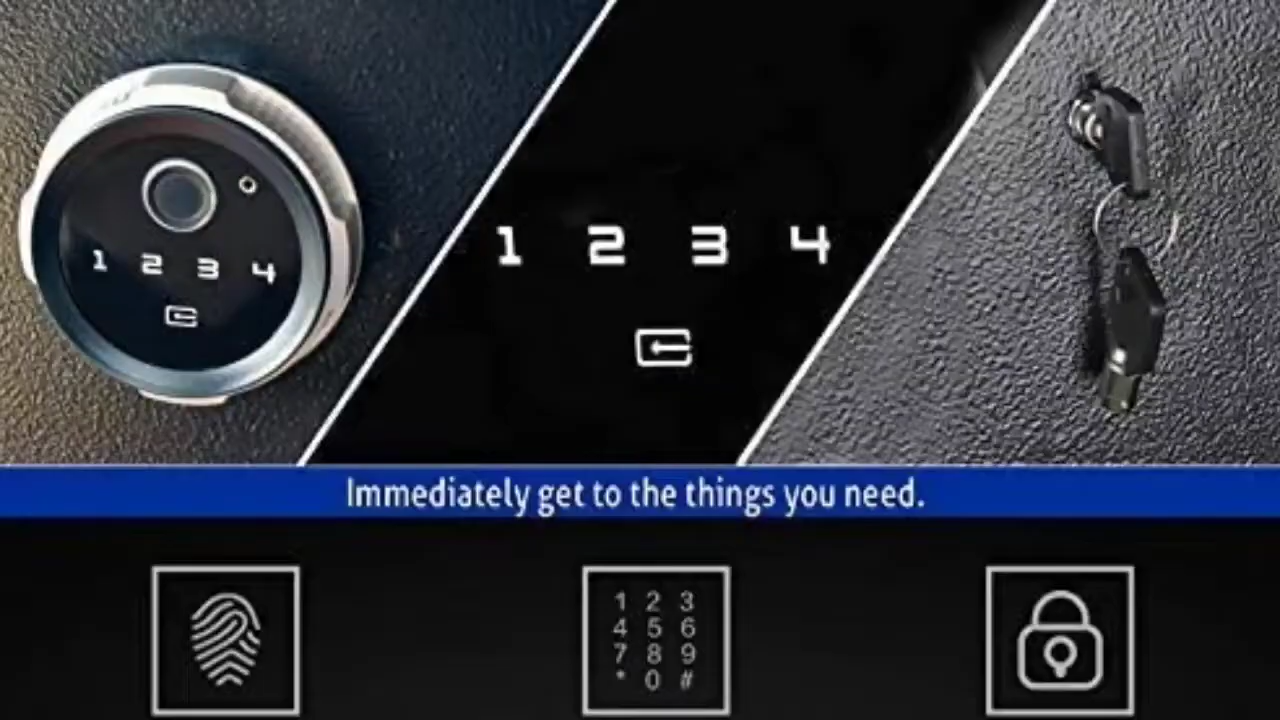 1 2 3 4
1 2 3 4
Immediately get to the things you need.
1 2 3
4 5 6
7 8 9
* 0 #